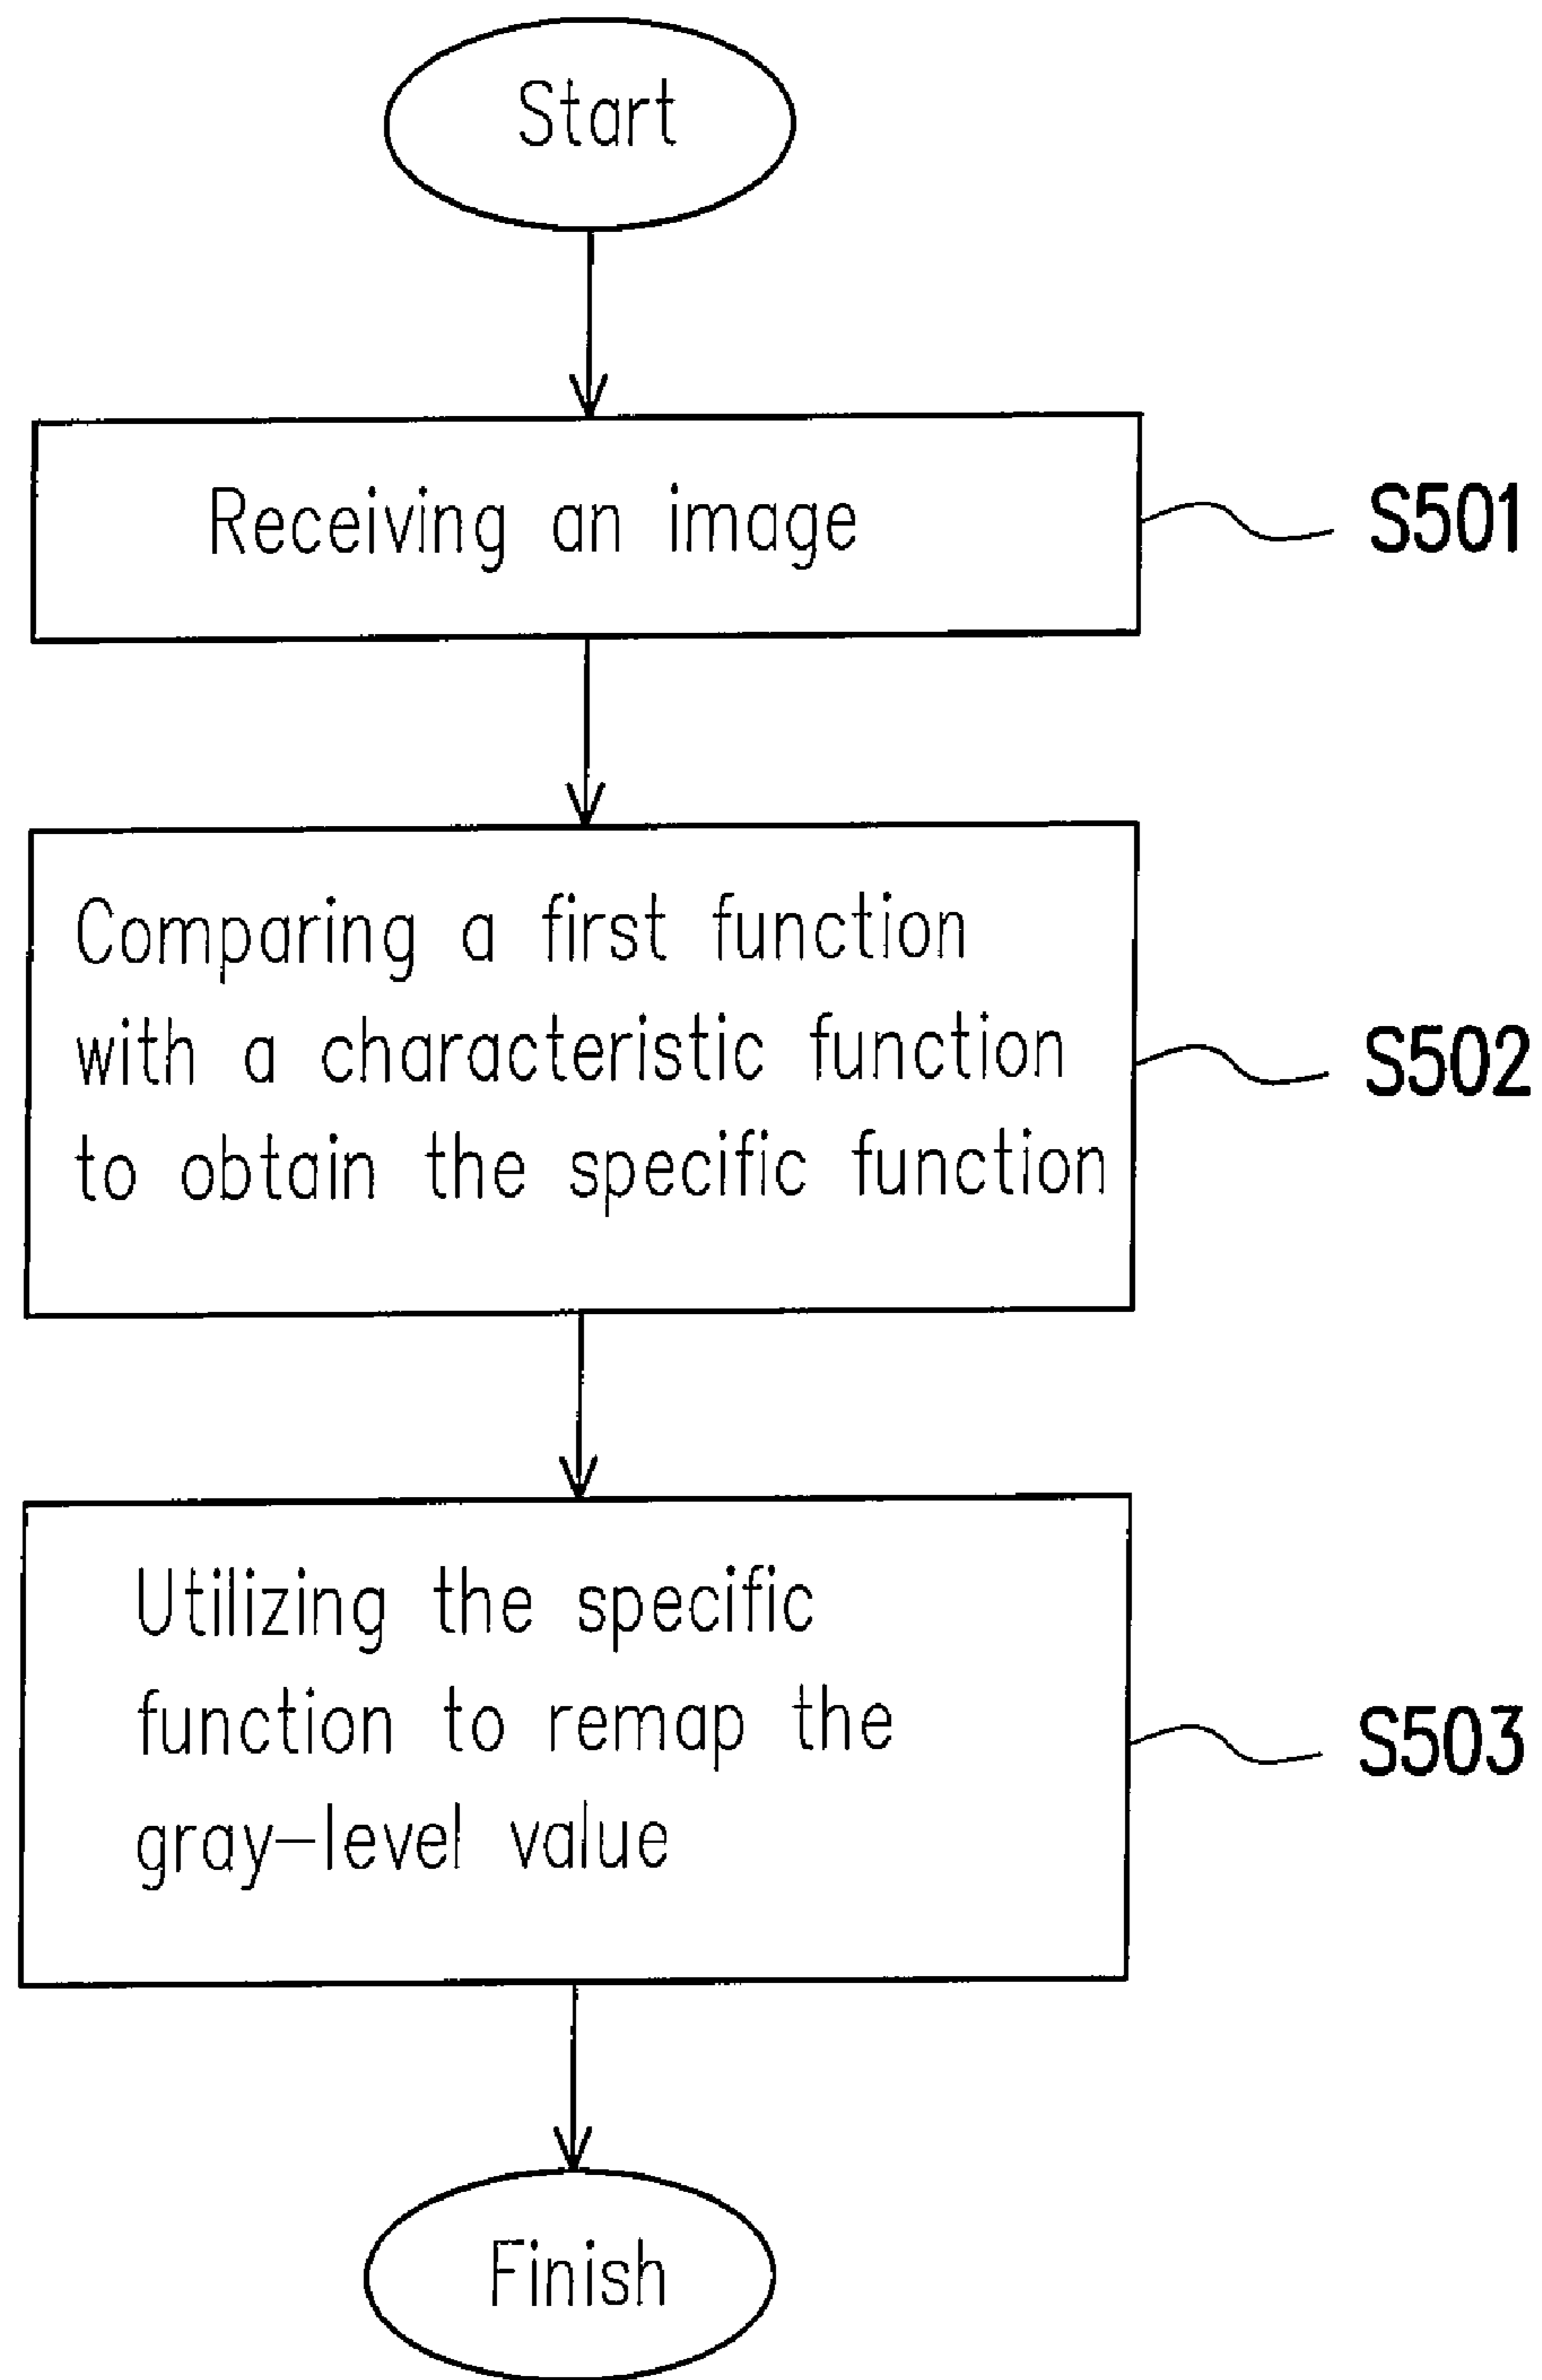 Start
Receiving an image
S501
Comparing a first function
with a characteristic function
to obtain the specific function
S502
Utilizing the specific
function to remap the
gray-level value
S503
Finish